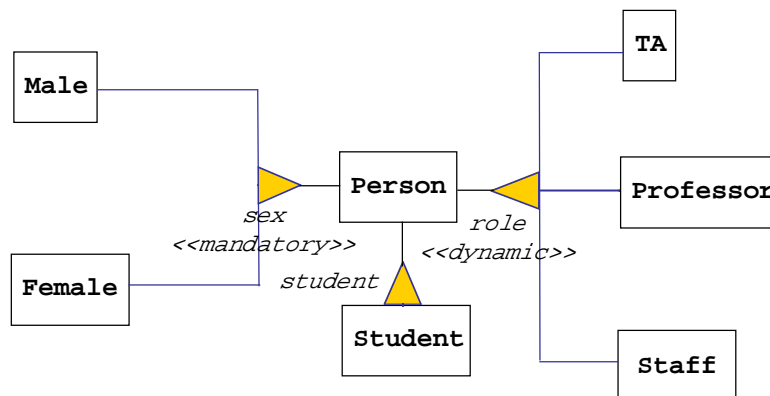 TA
Male
Person
Professor
sex
<<mandatory>>
role
<<dynamic>>
Female
student
Student
Staff